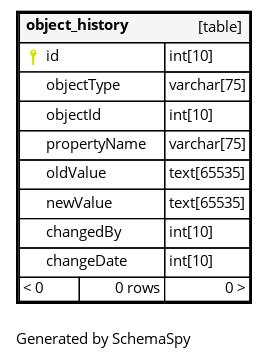 object_history [table]
id int[10]
objectType varchar[75]
objectId int[10]
propertyName varchar[75]
oldValue text[65535]
newValue text[65535]
changedBy int[10]
changeDate int[10]
< 0 0 rows 0 >
Generated by SchemaSpy